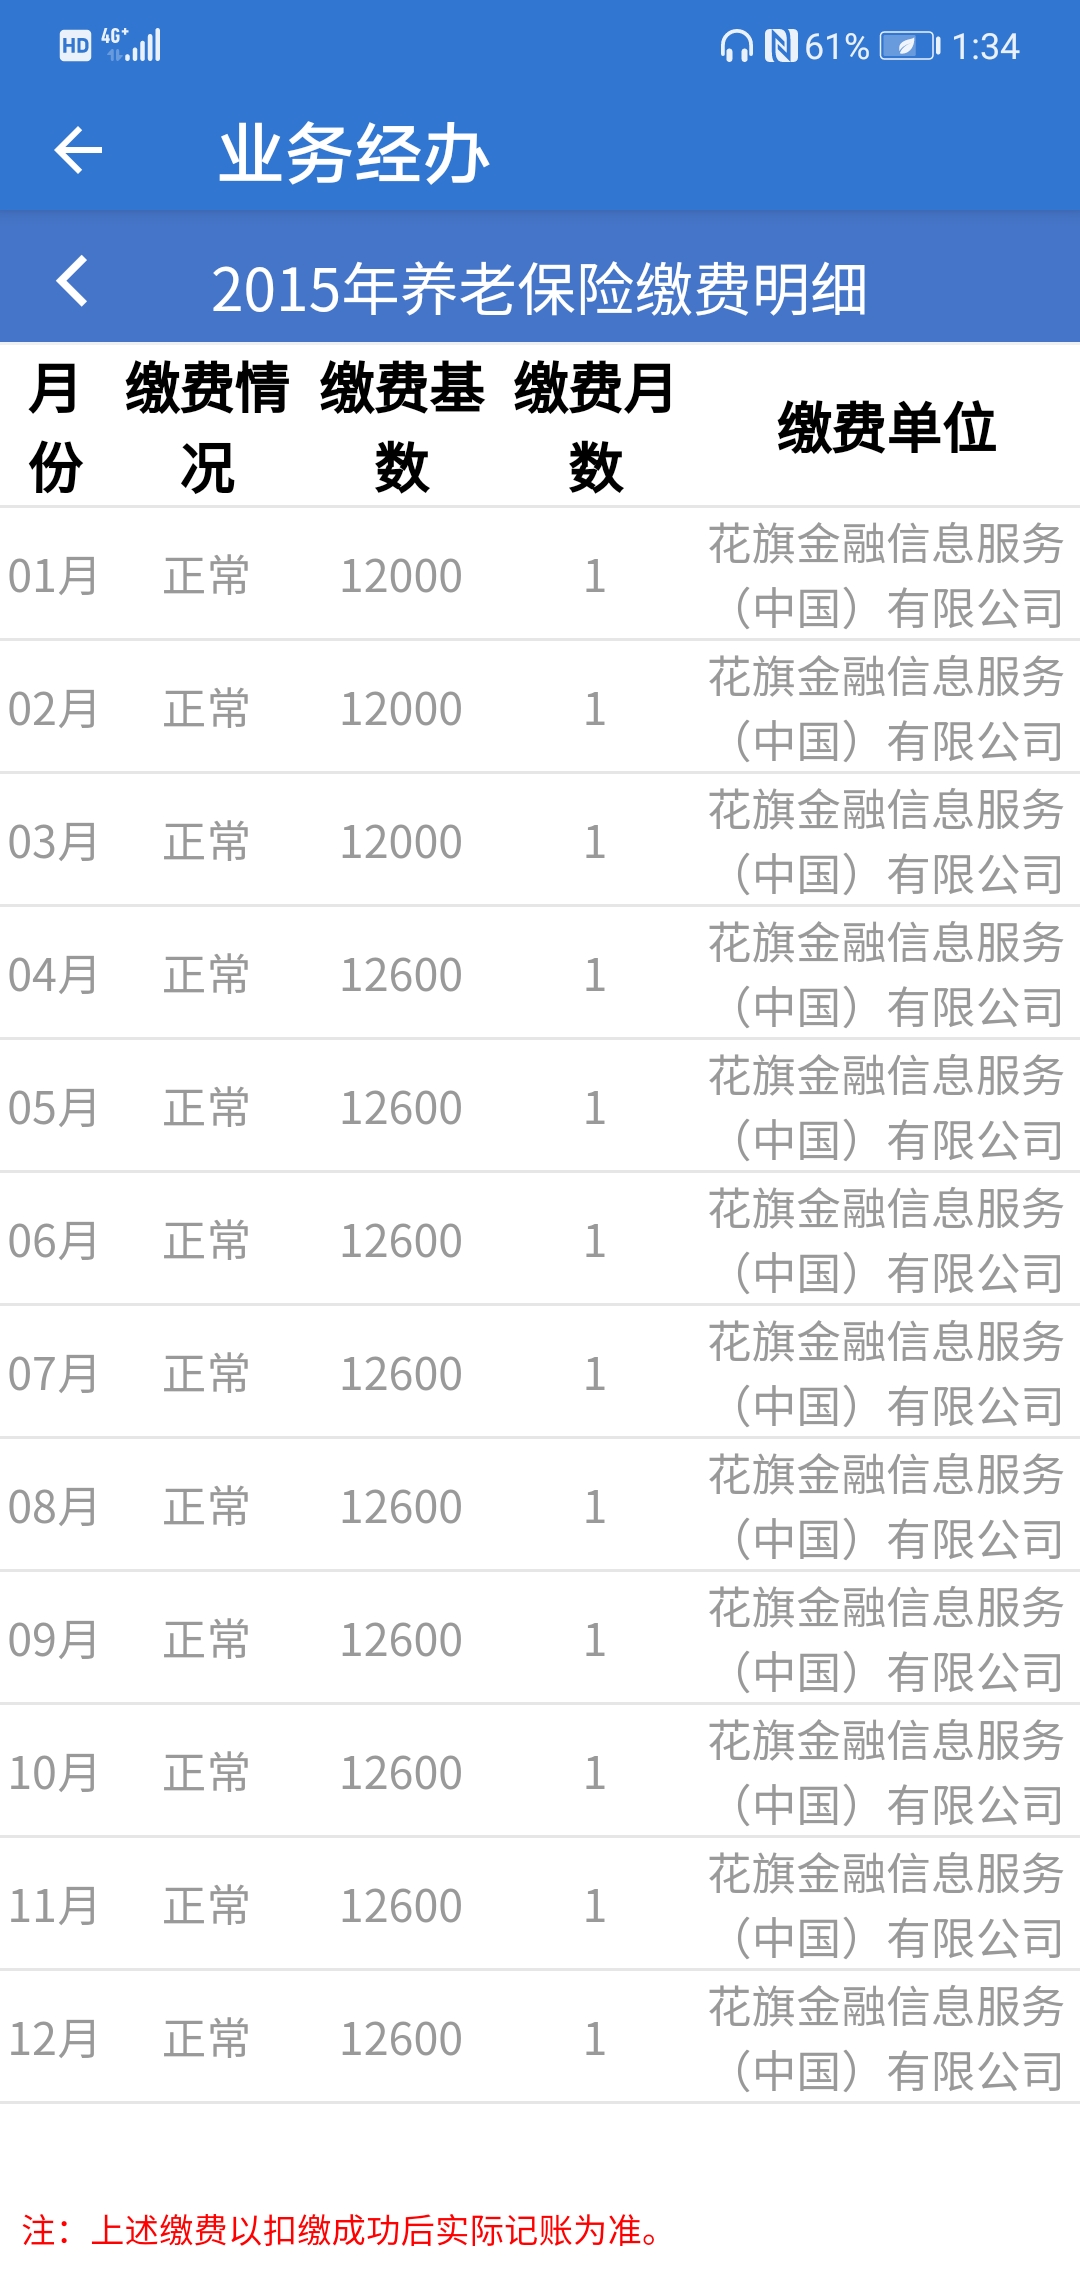 HD 4G+ 61% 1:34
业务经办
2015年养老保险缴费明细
月份 缴费情况 缴费基数 缴费月数 缴费单位
01月 正常 12000 1 花旗金融信息服务（中国）有限公司
02月 正常 12000 1 花旗金融信息服务（中国）有限公司
03月 正常 12000 1 花旗金融信息服务（中国）有限公司
04月 正常 12600 1 花旗金融信息服务（中国）有限公司
05月 正常 12600 1 花旗金融信息服务（中国）有限公司
06月 正常 12600 1 花旗金融信息服务（中国）有限公司
07月 正常 12600 1 花旗金融信息服务（中国）有限公司
08月 正常 12600 1 花旗金融信息服务（中国）有限公司
09月 正常 12600 1 花旗金融信息服务（中国）有限公司
10月 正常 12600 1 花旗金融信息服务（中国）有限公司
11月 正常 12600 1 花旗金融信息服务（中国）有限公司
12月 正常 12600 1 花旗金融信息服务（中国）有限公司
注：上述缴费以扣缴成功后实际记账为准。